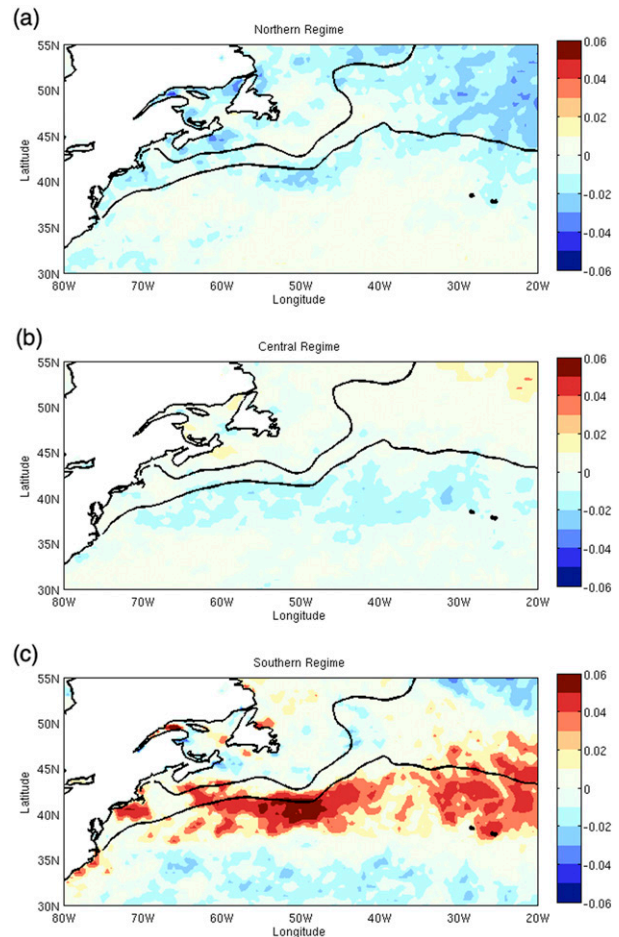 (a)
Northern Regime
55N
50N
45N
40N
35N
30N
Latitude
80W 70W 60W 50W 40W 30W 20W
Longitude
0.06
0.04
0.02
0
-0.02
-0.04
-0.06
(b)
Central Regime
55N
50N
45N
40N
35N
30N
Latitude
80W 70W 60W 50W 40W 30W 20W
Longitude
0.06
0.04
0.02
0
-0.02
-0.04
-0.06
(c)
Southern Regime
55N
50N
45N
40N
35N
30N
Latitude
80W 70W 60W 50W 40W 30W 20W
Longitude
0.06
0.04
0.02
0
-0.02
-0.04
-0.06